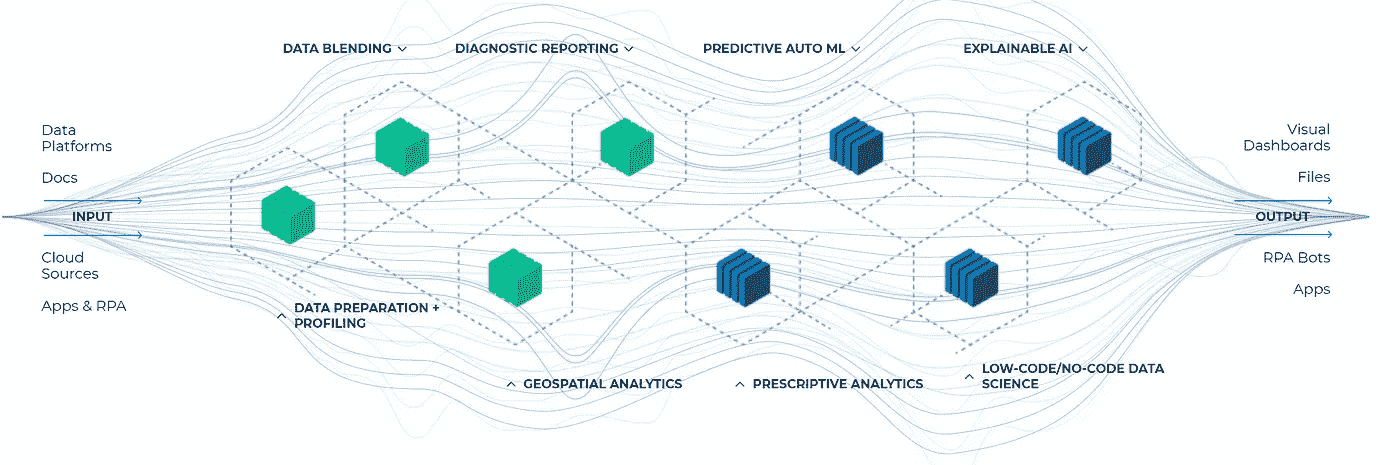 DATA BLENDING
DIAGNOSTIC REPORTING
PREDICTIVE AUTO ML
EXPLAINABLE AI
Data
Platforms
Docs
INPUT
Cloud
Sources
Apps & RPA
DATA PREPARATION +
PROFILING
GEOSPATIAL ANALYTICS
PRESCRIPTIVE ANALYTICS
LOW-CODE/NO-CODE DATA
SCIENCE
Visual
Dashboards
Files
OUTPUT
RPA Bots
Apps